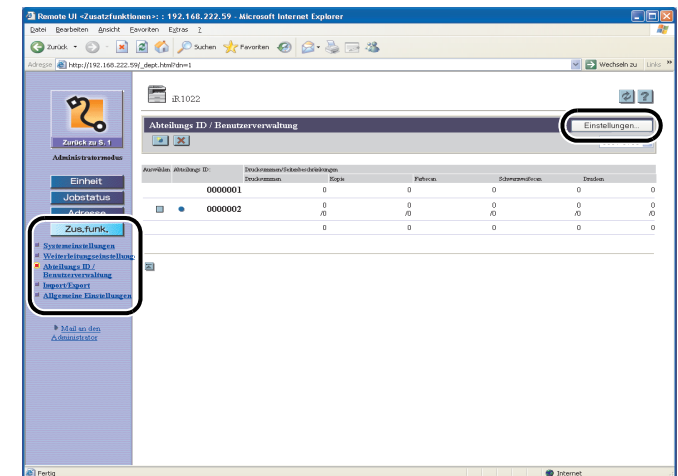 Remote UI <Zusatzfunktionen>: : 192.168.222.59 - Microsoft Internet Explorer
Datei Bearbeiten Ansicht Favoriten Extras ?
Zurück Suchen Favoriten
Adresse http://192.168.222.59/_dept.html?dn=1 Wechseln zu Links »
iR1022
Zurück zu S. 1
Administratormodus
Abteilungs ID / Benutzerverwaltung
Einstellungen...
Auswählen Abteilungs ID: Drucksummen/Seitenbeschränkungen
Drucksummen Kopie Farbscan Schwarzweißscan Drucken
0000001 0 0 0 0 0
0000002 0 0 0 0 0
/0 /0 /0 /0 /0
0 0 0 0 0
Einheit
Jobstatus
Adresse
Zus.funk.
Systemeinstellungen
Weiterleitungseinstellung
Abteilungs ID /
Benutzerverwaltung
Import/Export
Allgemeine Einstellungen
Mail an den
Administrator
Fertig Internet